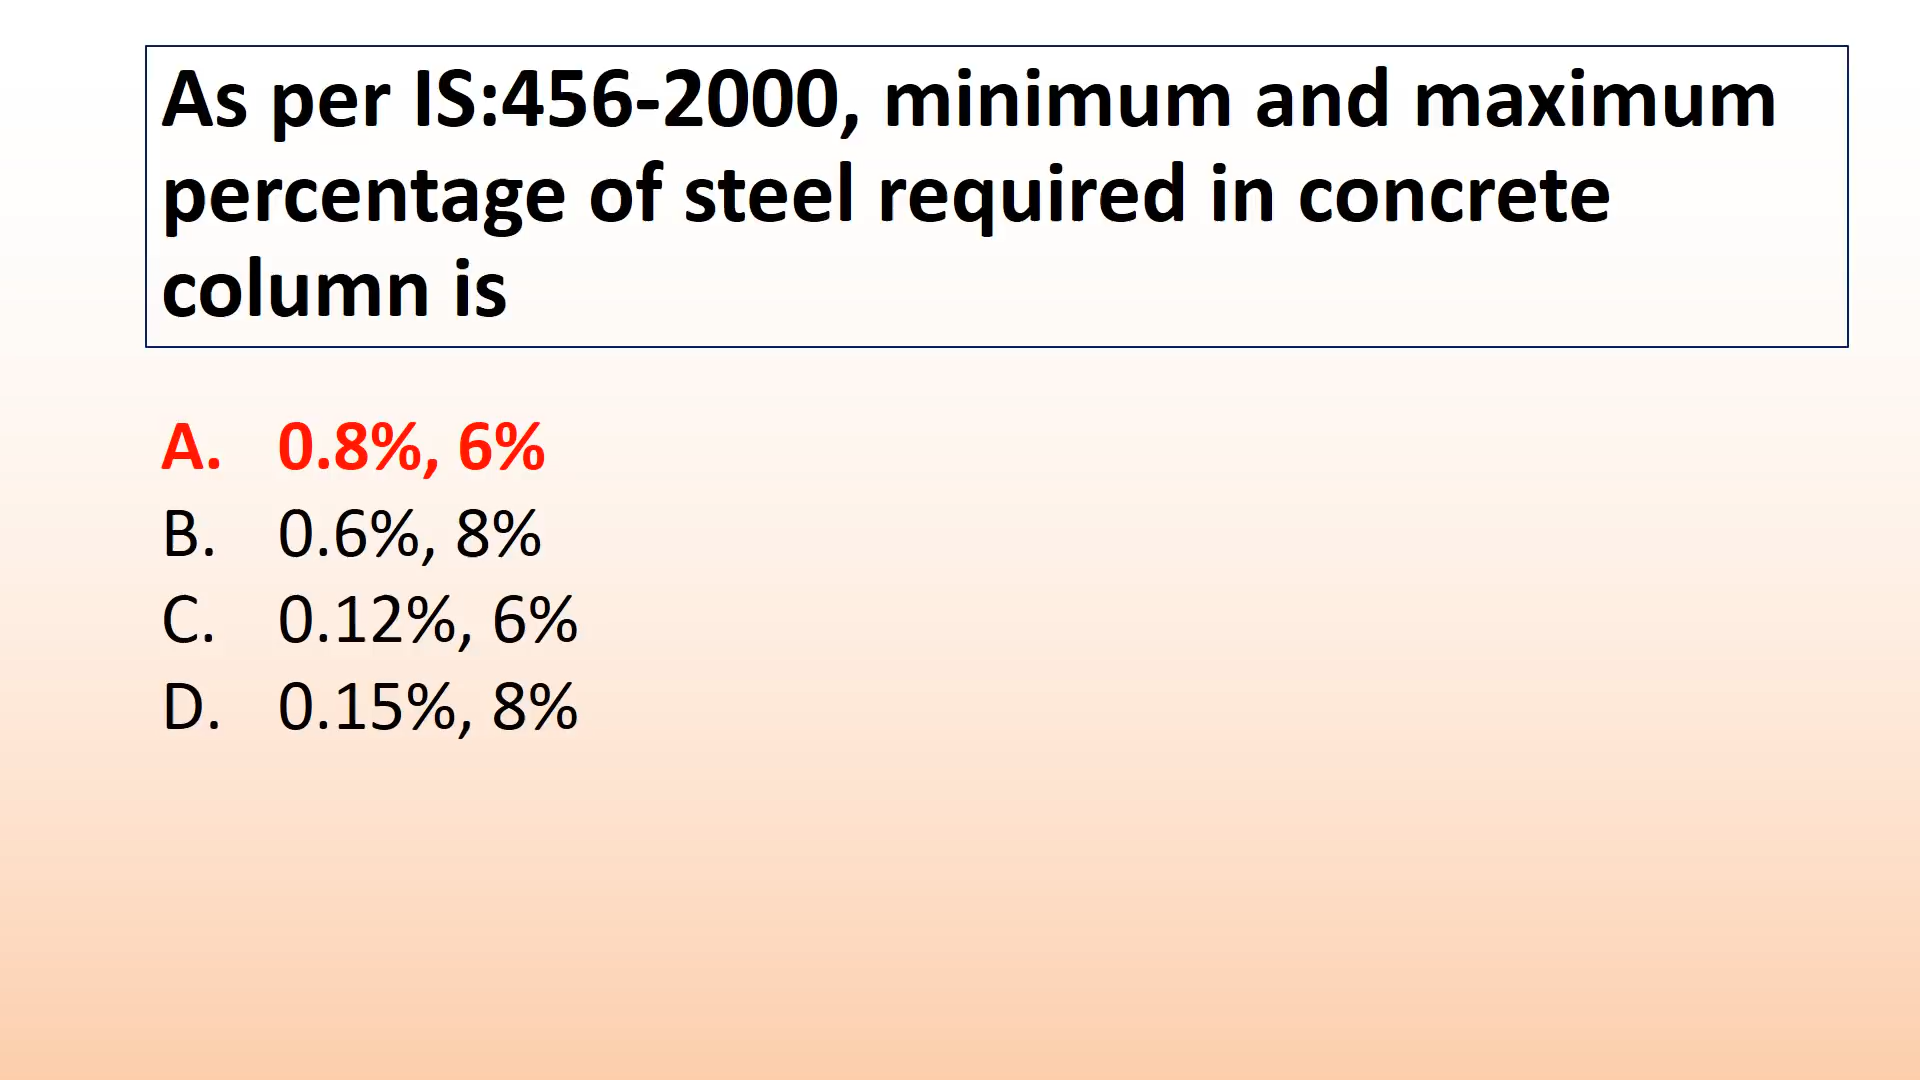 As per IS:456-2000, minimum and maximum
percentage of steel required in concrete
column is
A. 0.8%, 6%
B. 0.6%, 8%
C. 0.12%, 6%
D. 0.15%, 8%